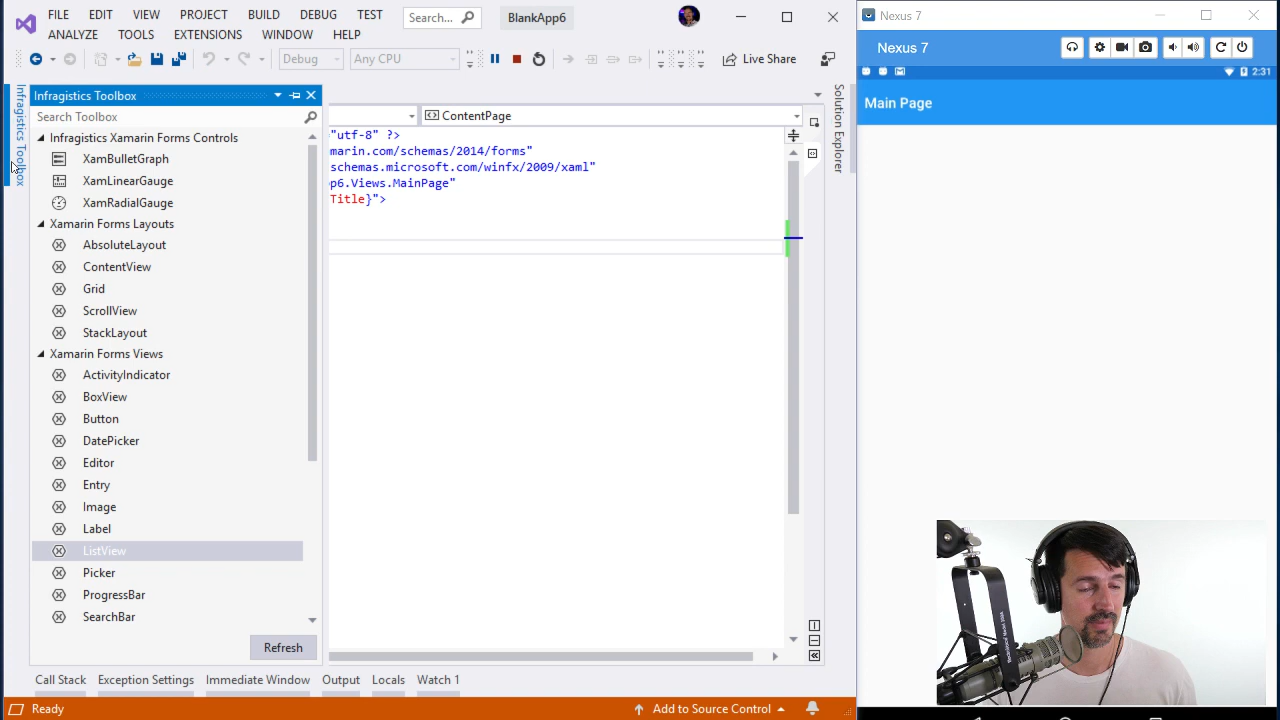 FILE EDIT VIEW PROJECT BUILD DEBUG TEST
ANALYZE TOOLS EXTENSIONS WINDOW HELP
Search...
BlankApp6
Debug
Any CPU
Live Share
Infragistics Toolbox
Infragistics Toolbox
Search Toolbox
Infragistics Xamarin Forms Controls
XamBulletGraph
XamLinearGauge
XamRadialGauge
Xamarin Forms Layouts
AbsoluteLayout
ContentView
Grid
ScrollView
StackLayout
Xamarin Forms Views
ActivityIndicator
BoxView
Button
DatePicker
Editor
Entry
Image
Label
ListView
Picker
ProgressBar
SearchBar
Refresh
ContentPage
"utf-8" ?>
marin.com/schemas/2014/forms"
schemas.microsoft.com/winfx/2009/xaml"
p6.Views.MainPage"
Title}">
Solution Explorer
Call Stack Exception Settings Immediate Window Output Locals Watch 1
Ready
Add to Source Control
Nexus 7
Nexus 7
2:31
Main Page